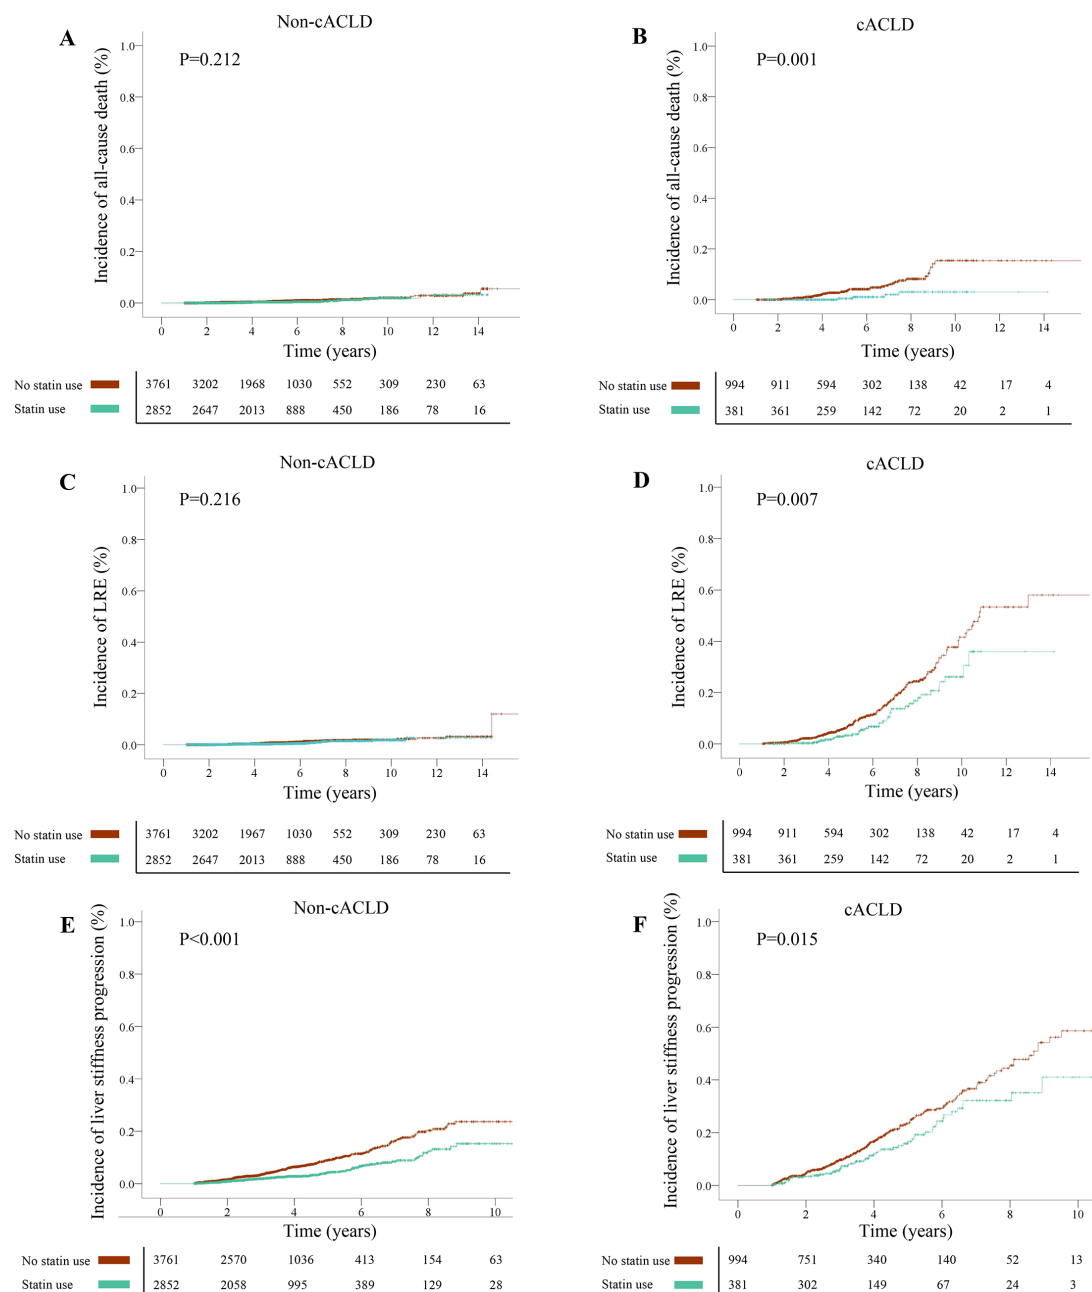 A
Non-cACLD
P=0.212
Incidence of all-cause death (%)
1.0
0.8
0.6
0.4
0.2
0.0
0 2 4 6 8 10 12 14
Time (years)
No statin use 3761 3202 1968 1030 552 309 230 63
Statin use 2852 2647 2013 888 450 186 78 16
B
cACLD
P=0.001
Incidence of all-cause death (%)
1.0
0.8
0.6
0.4
0.2
0.0
0 2 4 6 8 10 12 14
Time (years)
No statin use 994 911 594 302 138 42 17 4
Statin use 381 361 259 142 72 20 2 1
C
Non-cACLD
P=0.216
Incidence of LRE (%)
1.0
0.8
0.6
0.4
0.2
0.0
0 2 4 6 8 10 12 14
Time (years)
No statin use 3761 3202 1967 1030 552 309 230 63
Statin use 2852 2647 2013 888 450 186 78 16
D
cACLD
P=0.007
Incidence of LRE (%)
1.0
0.8
0.6
0.4
0.2
0.0
0 2 4 6 8 10 12 14
Time (years)
No statin use 994 911 594 302 138 42 17 4
Statin use 381 361 259 142 72 20 2 1
E
Non-cACLD
P<0.001
Incidence of liver stiffness progression (%)
1.0
0.8
0.6
0.4
0.2
0.0
0 2 4 6 8 10
Time (years)
No statin use 3761 2570 1036 413 154 63
Statin use 2852 2058 995 389 129 28
F
cACLD
P=0.015
Incidence of liver stiffness progression (%)
1.0
0.8
0.6
0.4
0.2
0.0
0 2 4 6 8 10
Time (years)
No statin use 994 751 340 140 52 13
Statin use 381 302 149 67 24 3